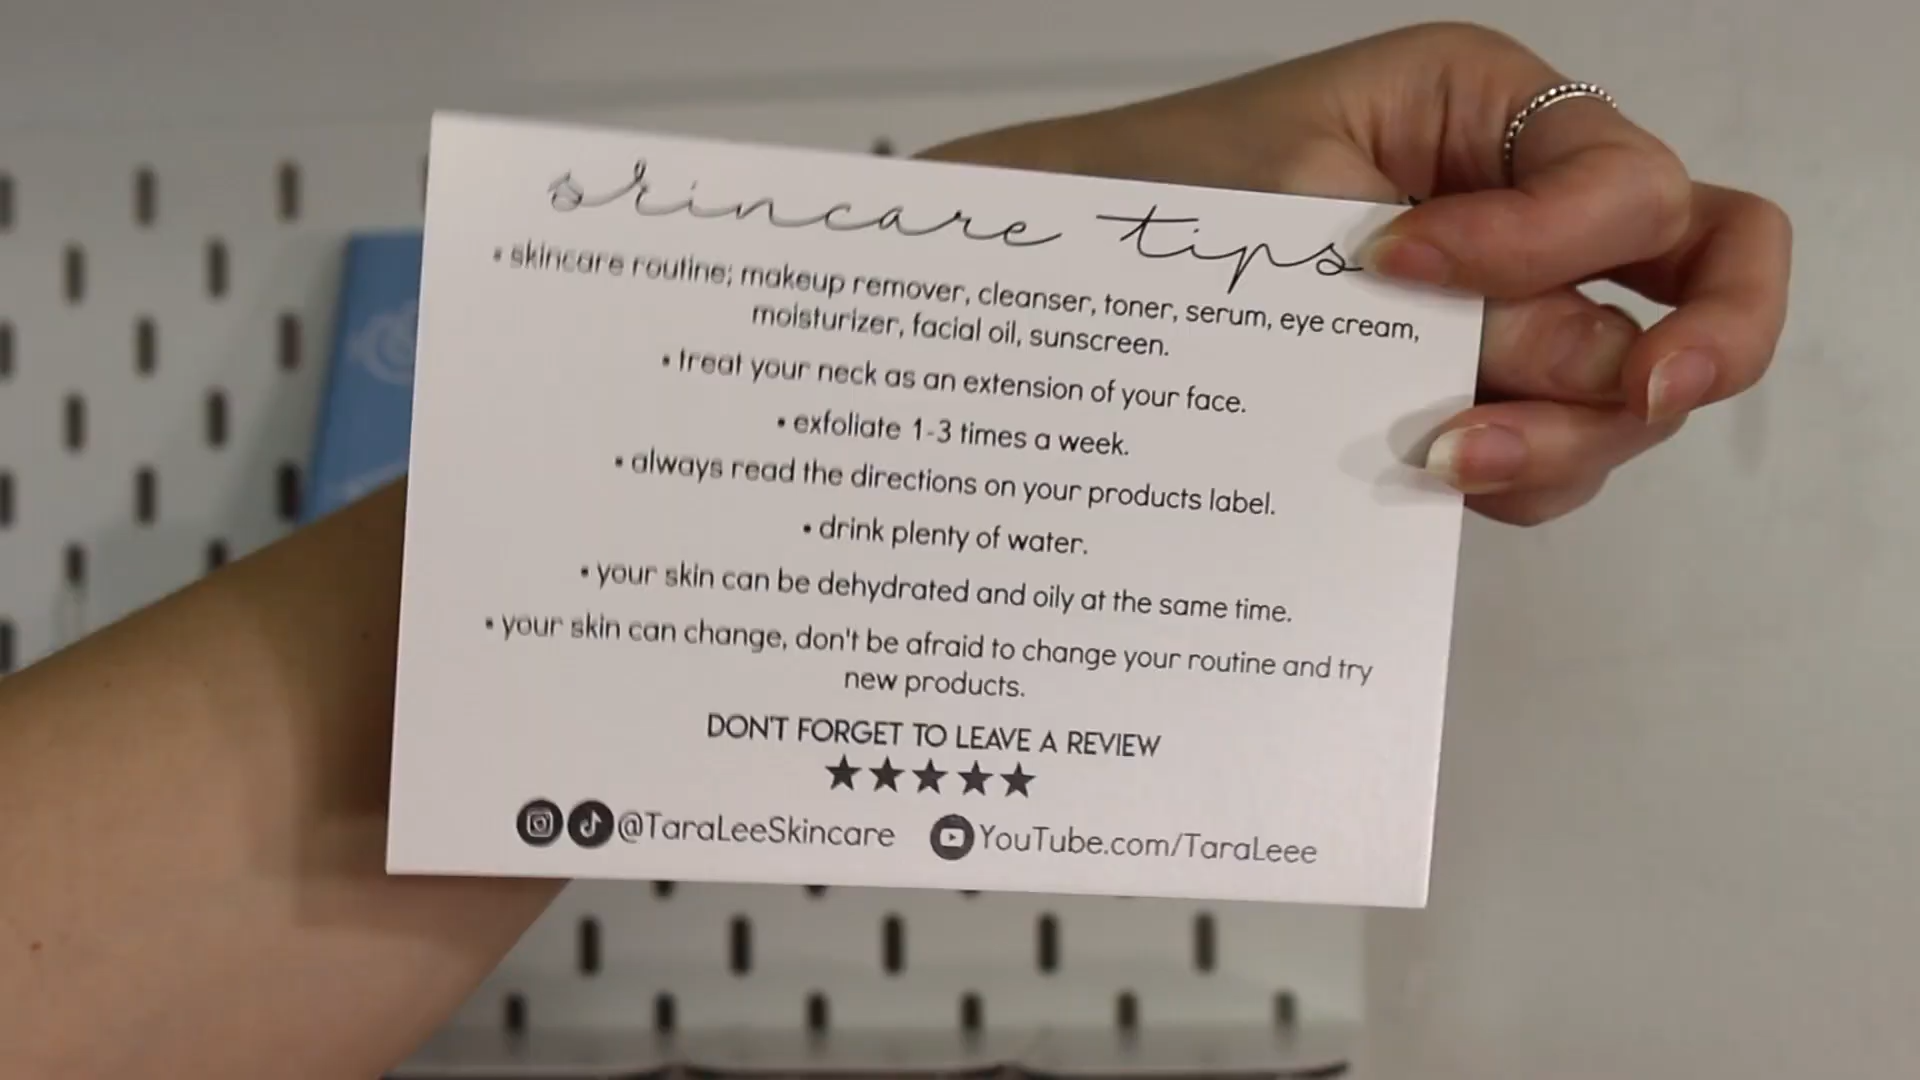 skincare tips
• skincare routine; makeup remover, cleanser, toner, serum, eye cream,
moisturizer, facial oil, sunscreen.
• treat your neck as an extension of your face.
• exfoliate 1-3 times a week.
• always read the directions on your products label.
• drink plenty of water.
• your skin can be dehydrated and oily at the same time.
• your skin can change, don't be afraid to change your routine and try
new products.
DON'T FORGET TO LEAVE A REVIEW
★★★★★
@TaraLeeSkincare YouTube.com/TaraLeee